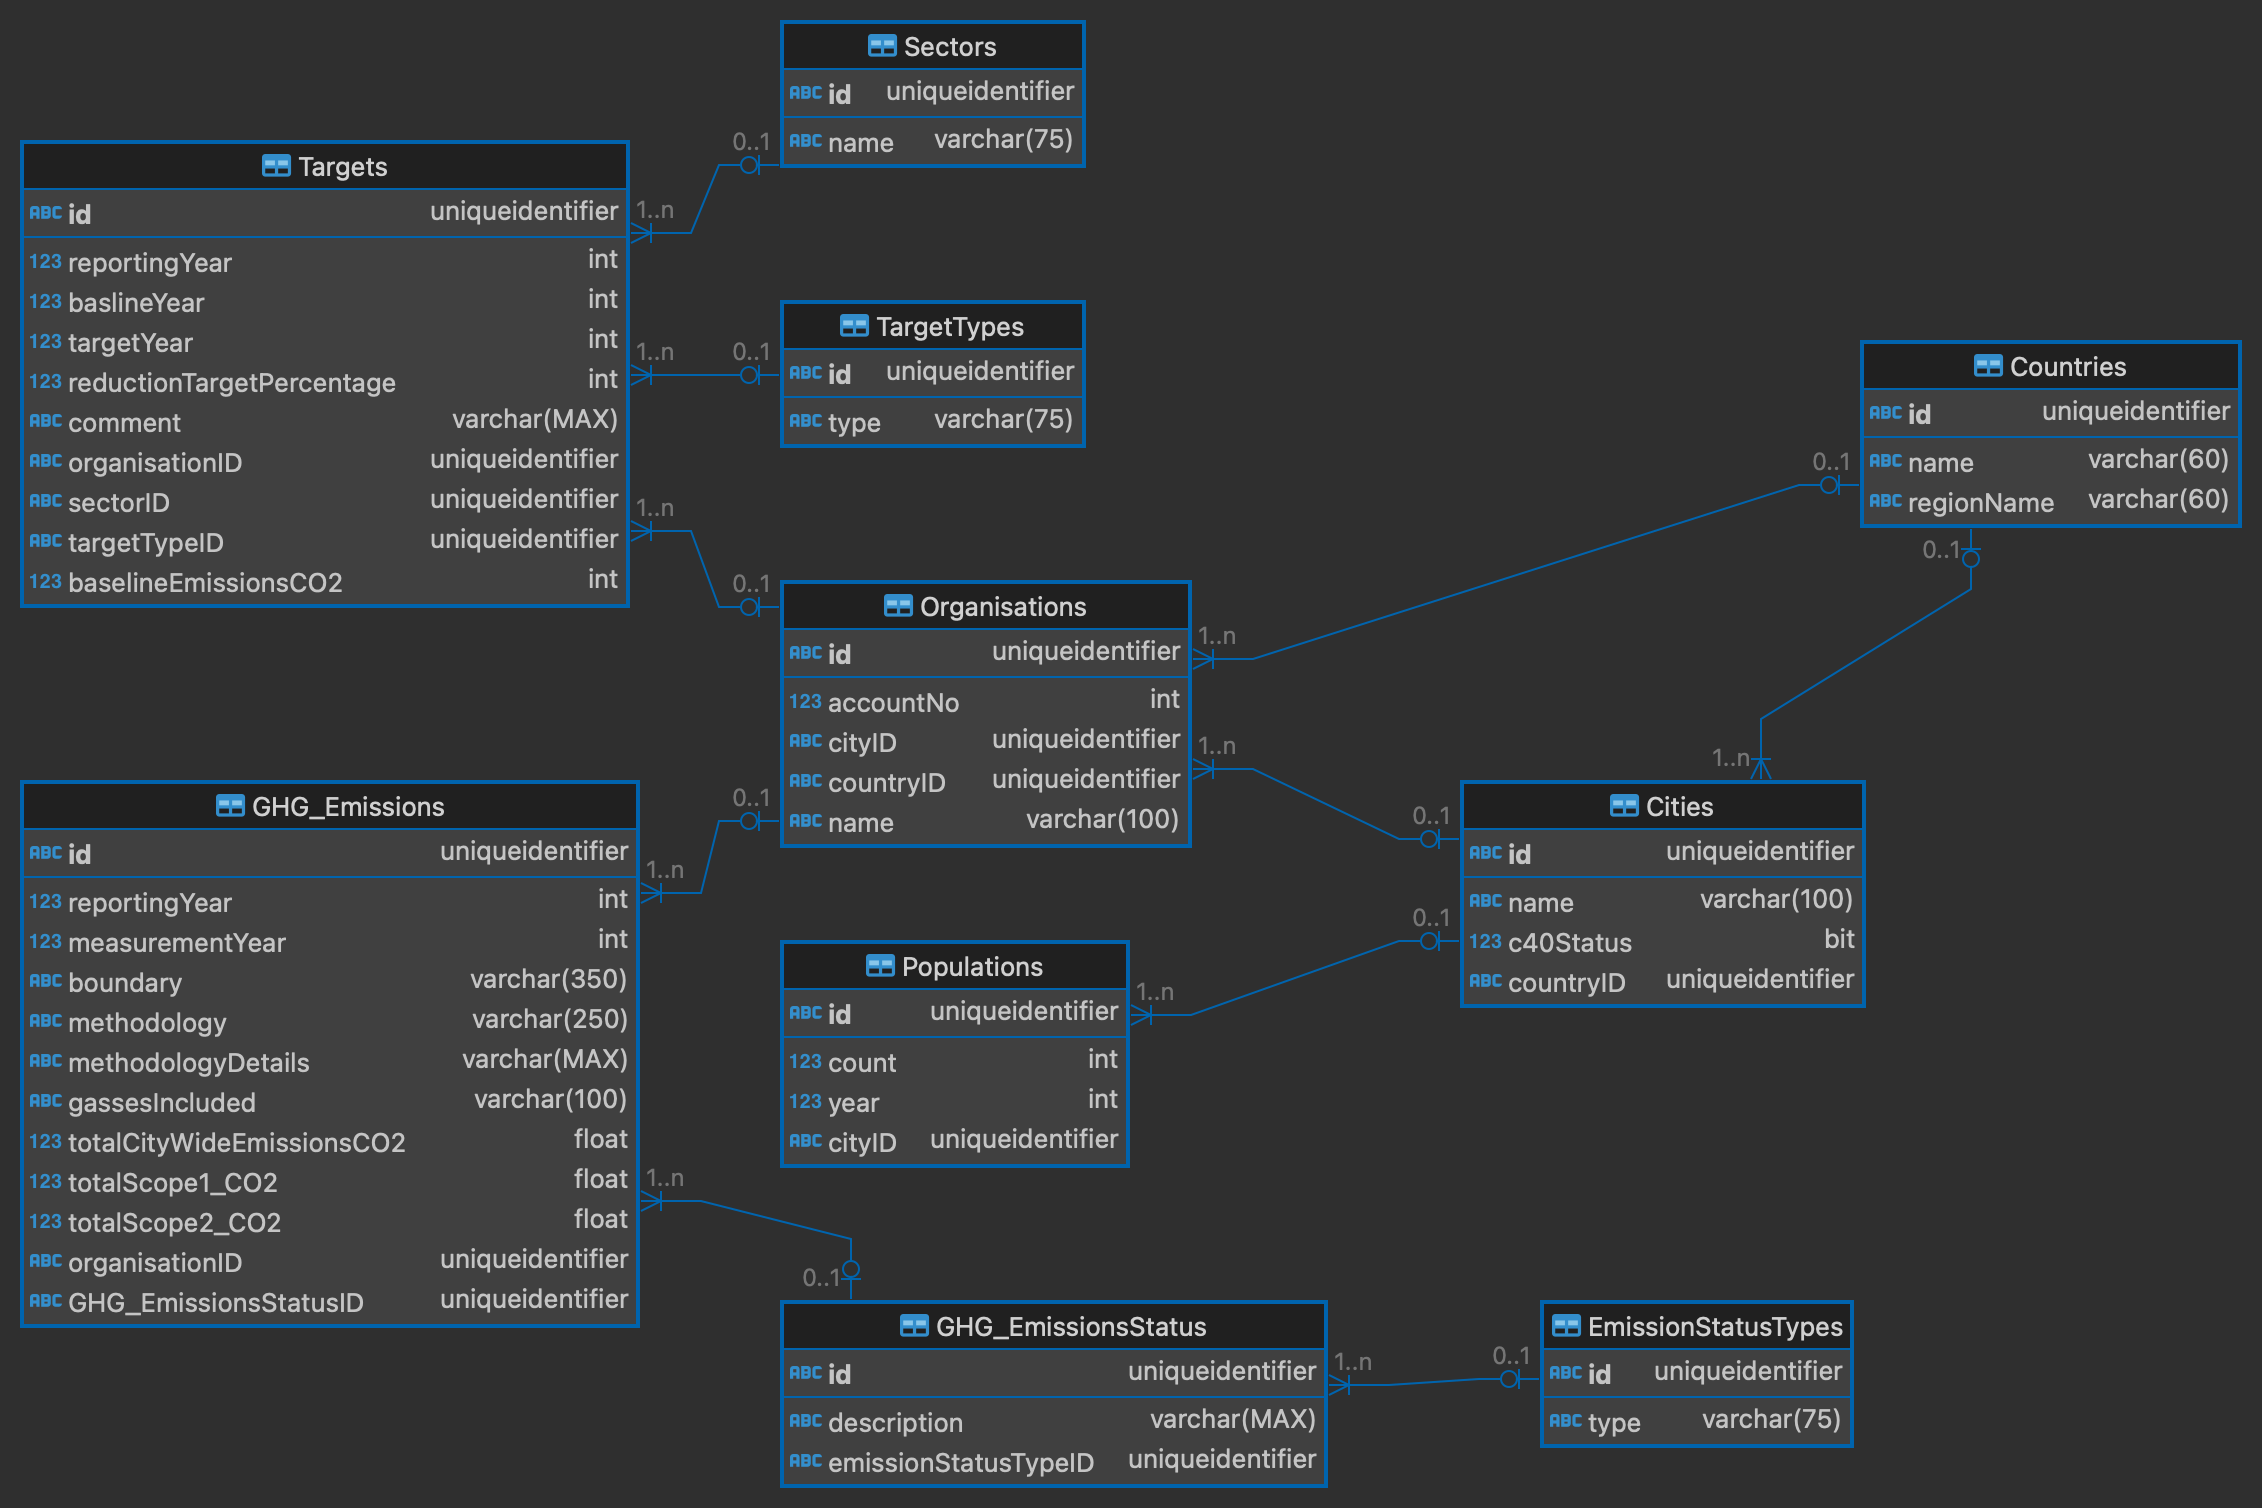 Sectors
ABC id uniqueidentifier
ABC name varchar(75)
0..1
1..n
Targets
ABC id uniqueidentifier
123 reportingYear int
123 baslineYear int
123 targetYear int
123 reductionTargetPercentage int
ABC comment varchar(MAX)
ABC organisationID uniqueidentifier
ABC sectorID uniqueidentifier
ABC targetTypeID uniqueidentifier
123 baselineEmissionsCO2 int
1..n
0..1
TargetTypes
ABC id uniqueidentifier
ABC type varchar(75)
1..n
0..1
Countries
ABC id uniqueidentifier
ABC name varchar(60)
ABC regionName varchar(60)
0..1
0..1
Organisations
ABC id uniqueidentifier
123 accountNo int
ABC cityID uniqueidentifier
ABC countryID uniqueidentifier
ABC name varchar(100)
1..n
1..n
0..1
1..n
1..n
0..1
0..1
GHG_Emissions
ABC id uniqueidentifier
123 reportingYear int
123 measurementYear int
ABC boundary varchar(350)
ABC methodology varchar(250)
ABC methodologyDetails varchar(MAX)
ABC gassesIncluded varchar(100)
123 totalCityWideEmissionsCO2 float
123 totalScope1_CO2 float
123 totalScope2_CO2 float
ABC organisationID uniqueidentifier
ABC GHG_EmissionsStatusID uniqueidentifier
Cities
ABC id uniqueidentifier
ABC name varchar(100)
123 c40Status bit
ABC countryID uniqueidentifier
Populations
ABC id uniqueidentifier
123 count int
123 year int
ABC cityID uniqueidentifier
1..n
1..n
0..1
GHG_EmissionsStatus
ABC id uniqueidentifier
ABC description varchar(MAX)
ABC emissionStatusTypeID uniqueidentifier
1..n
0..1
EmissionStatusTypes
ABC id uniqueidentifier
ABC type varchar(75)